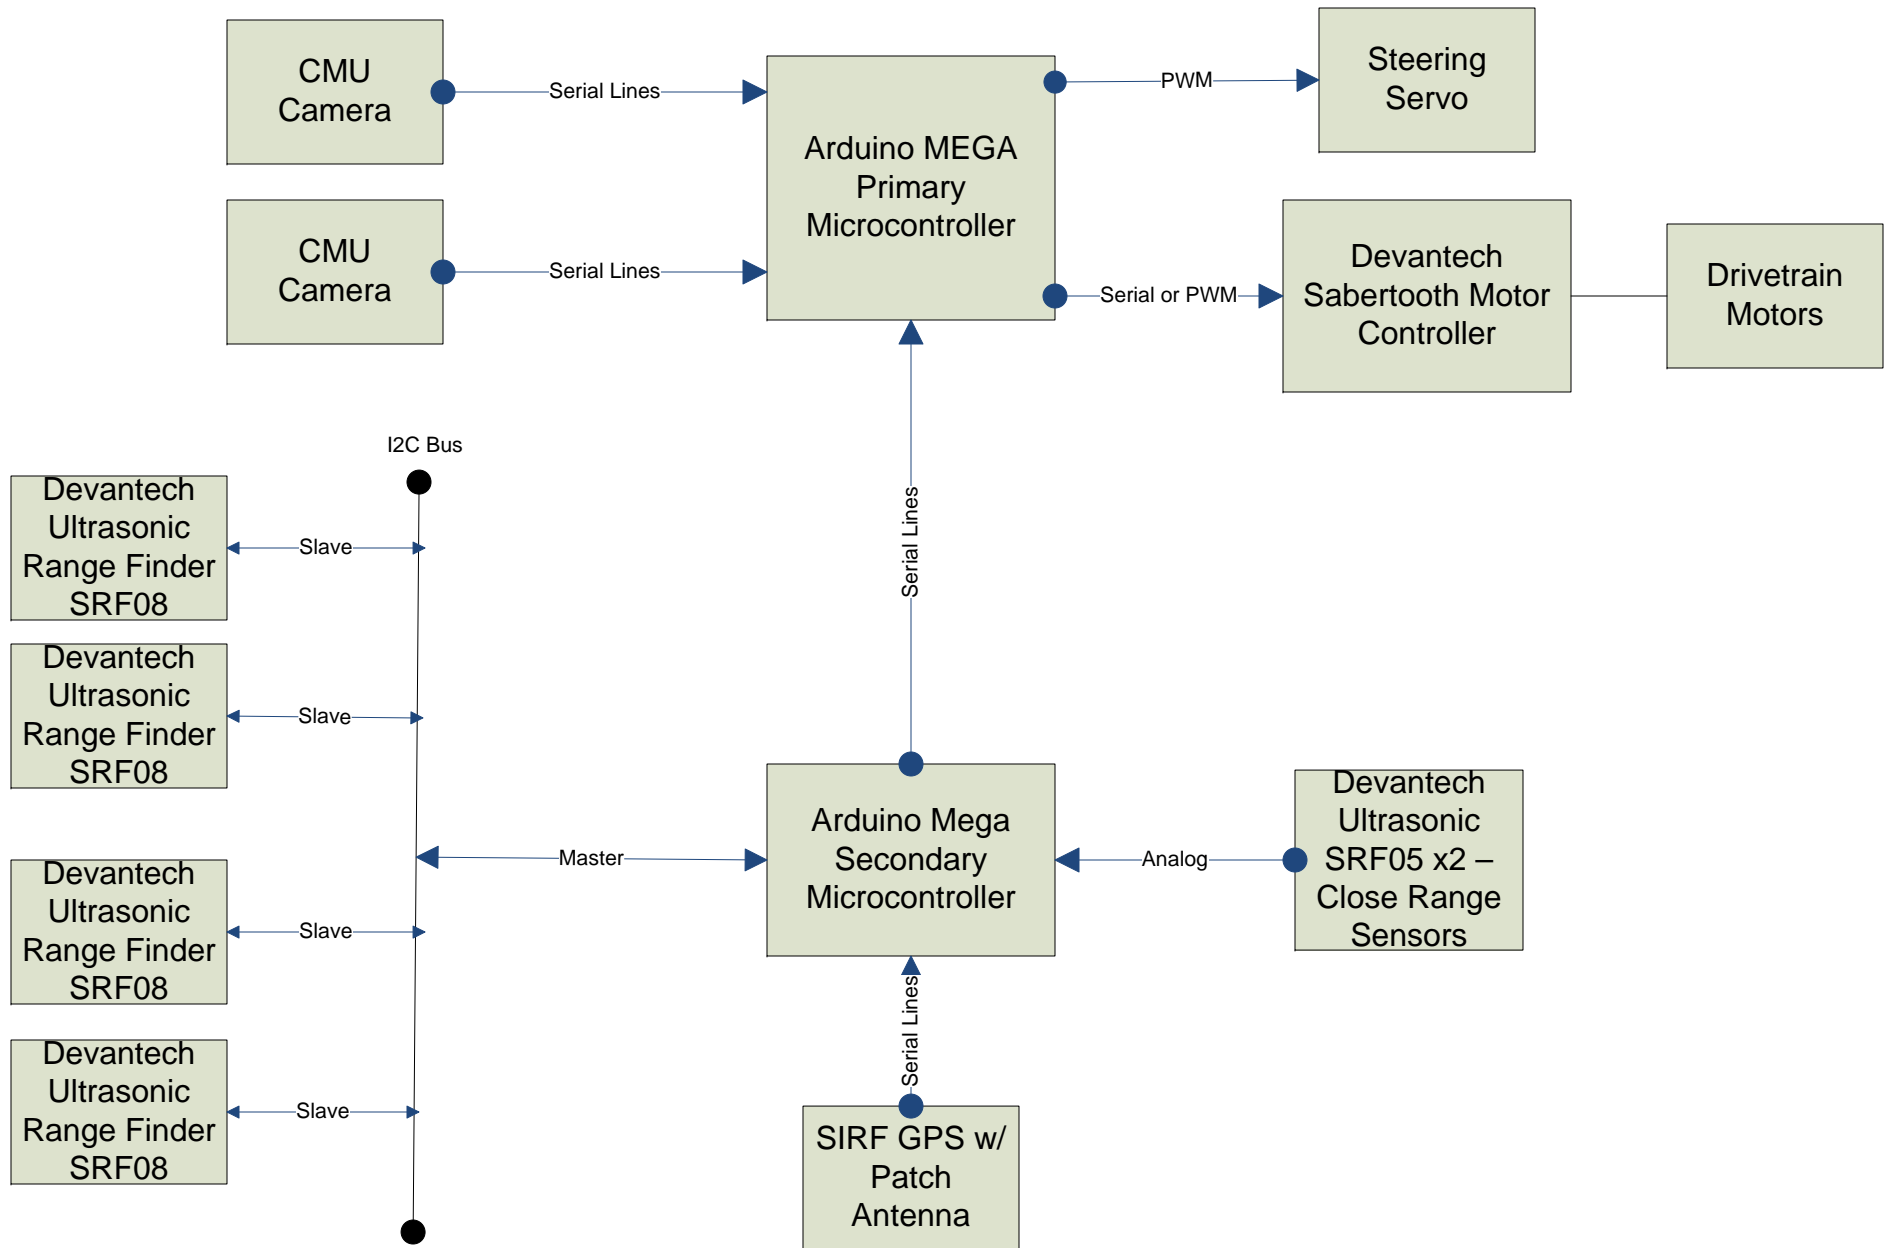 CMU
Camera
Serial Lines
Arduino MEGA
Primary
Microcontroller
PWM
Steering
Servo
CMU
Camera
Serial Lines
Serial or PWM
Devantech
Sabertooth Motor
Controller
Drivetrain
Motors
I2C Bus
Devantech
Ultrasonic
Range Finder
SRF08
Slave
Serial Lines
Devantech
Ultrasonic
Range Finder
SRF08
Slave
Devantech
Ultrasonic
Range Finder
SRF08
Slave
Master
Arduino Mega
Secondary
Microcontroller
Analog
Devantech
Ultrasonic
SRF05 x2 –
Close Range
Sensors
Devantech
Ultrasonic
Range Finder
SRF08
Slave
Serial Lines
SIRF GPS w/
Patch
Antenna